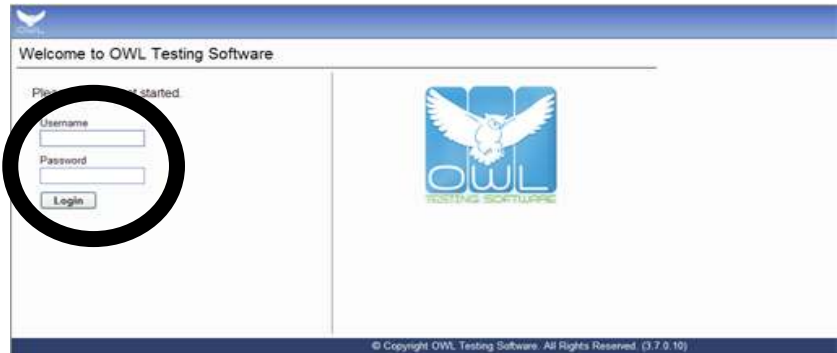 OWL
Welcome to OWL Testing Software
started.
Username
Password
Login
OWL
TESTING SOFTWARE
© Copyright OWL Testing Software. All Rights Reserved. (3.7.0.10)